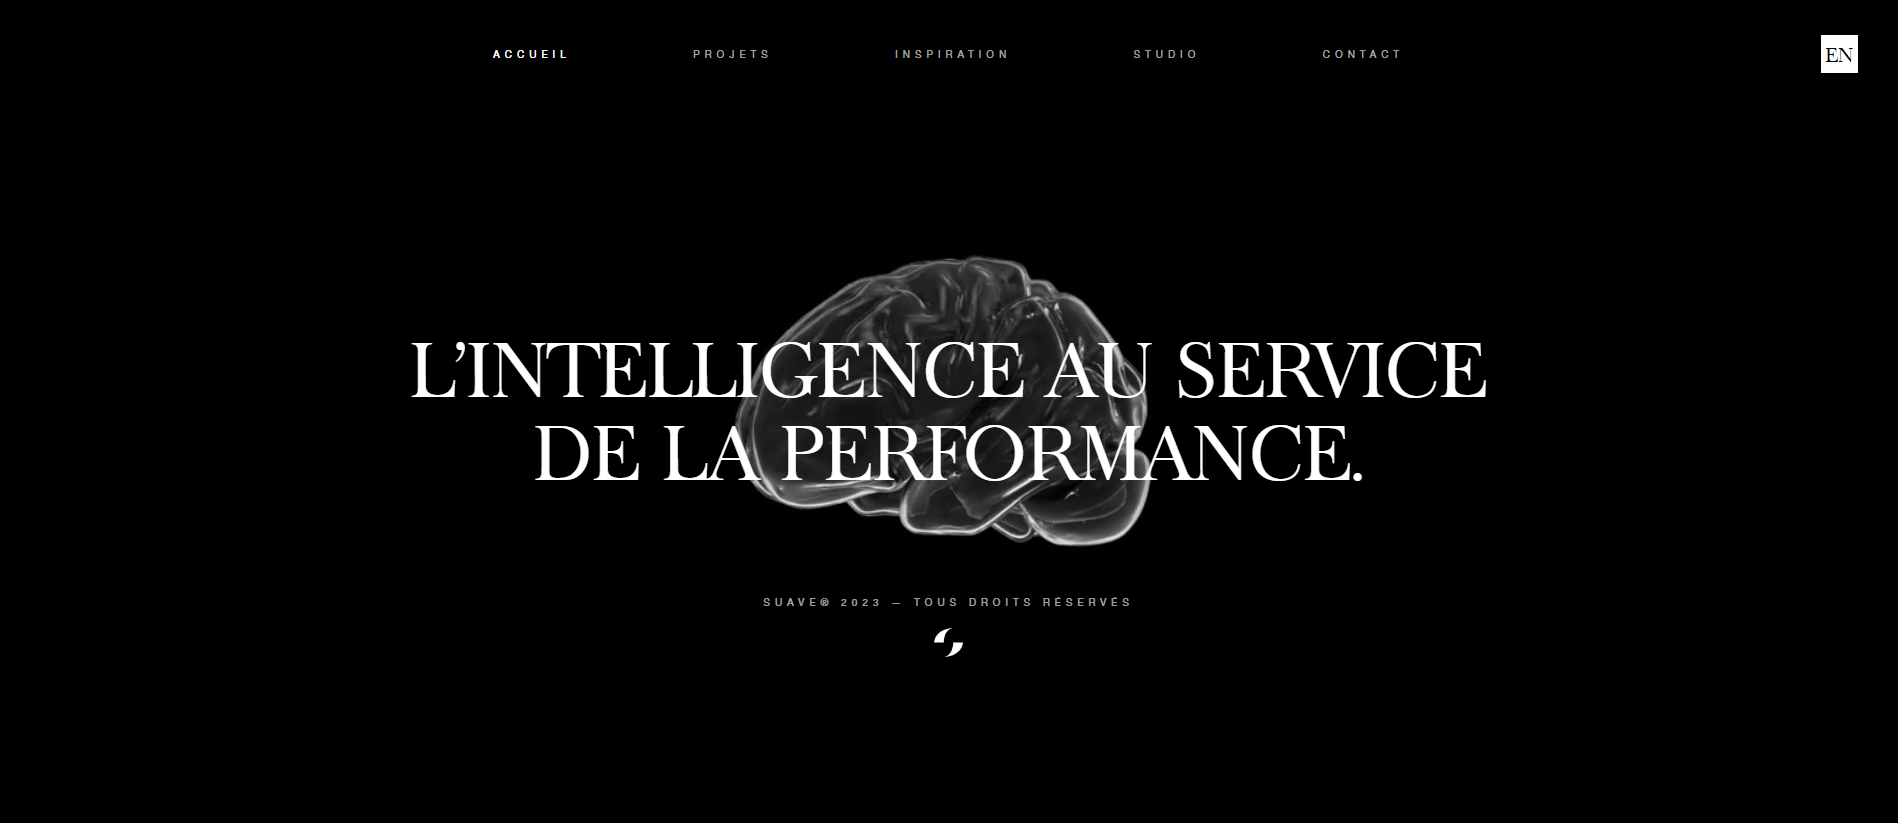 ACCUEIL
PROJETS
INSPIRATION
STUDIO
CONTACT
EN
L’INTELLIGENCE AU SERVICE
DE LA PERFORMANCE.
SUAVE® 2023 — TOUS DROITS RÉSERVÉS